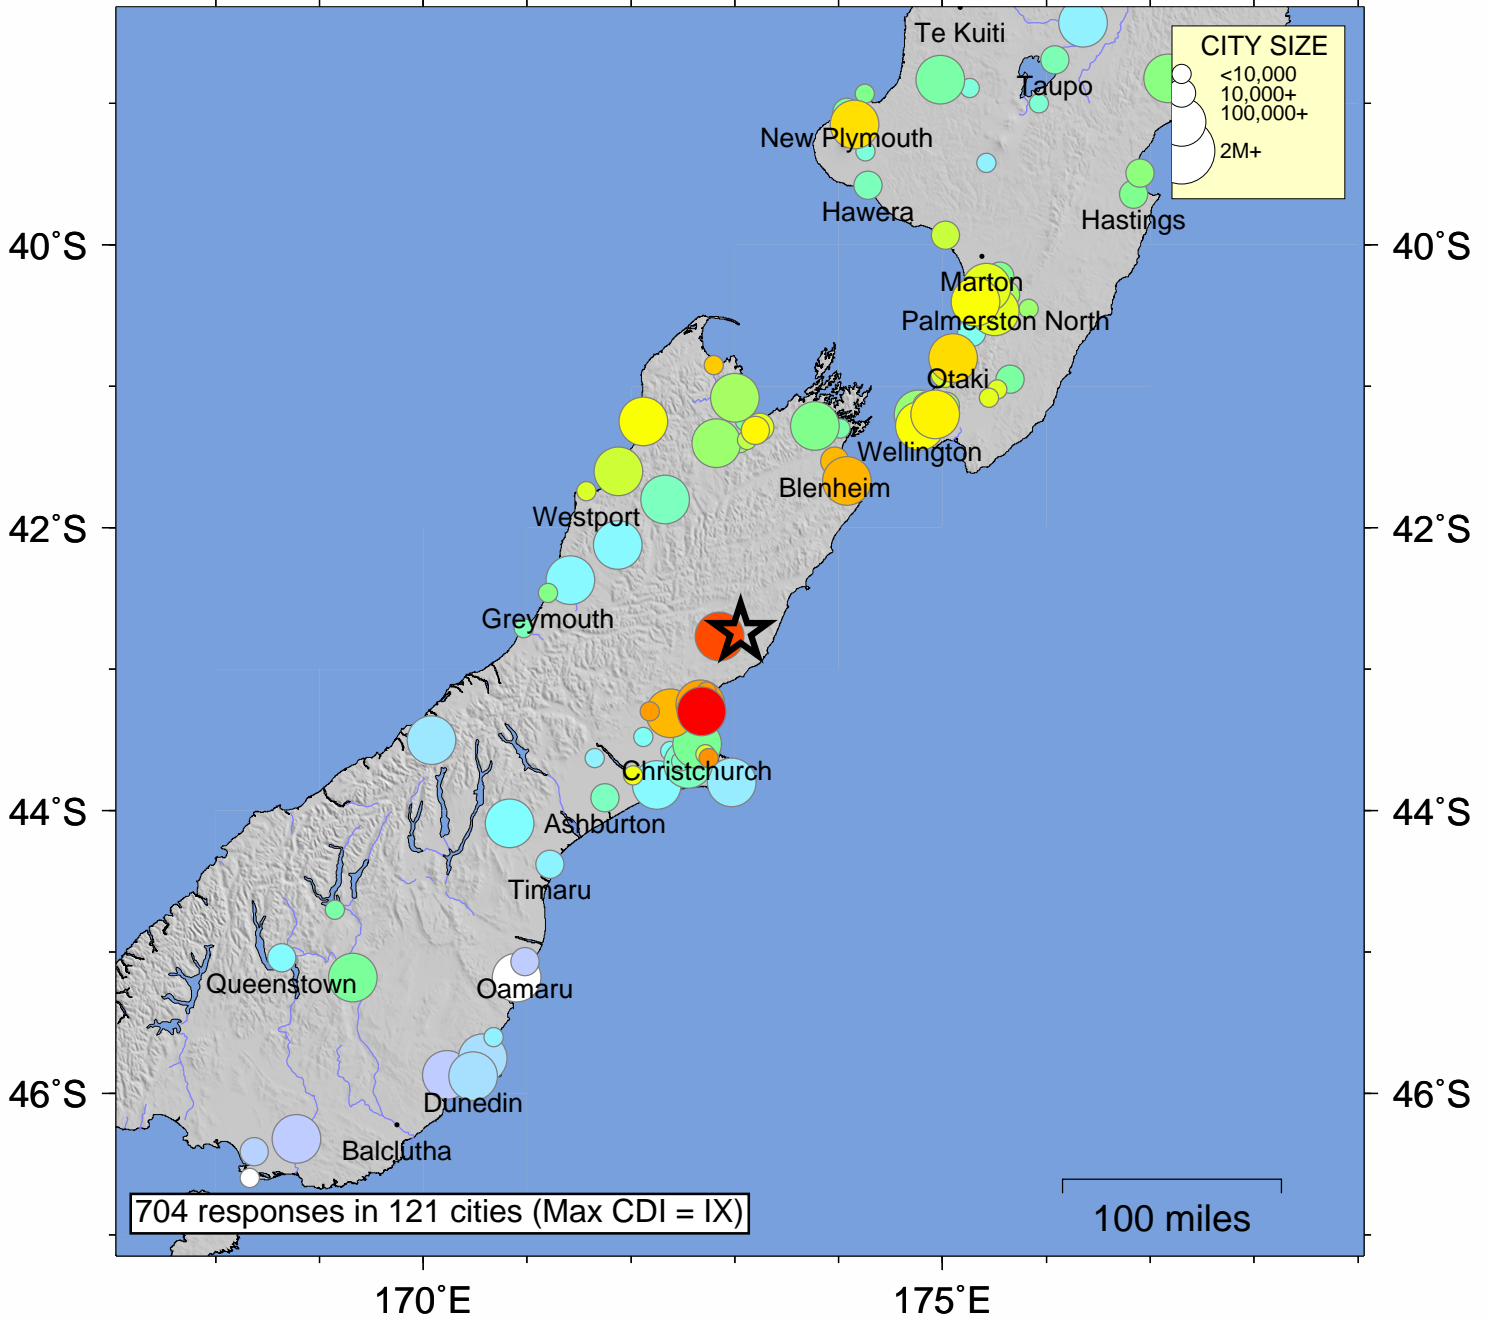 Te Kuiti
CITY SIZE
<10,000
10,000+
100,000+
2M+
Taupo
New Plymouth
Hawera
Hastings
40˚S
40˚S
Marton
Palmerston North
Otaki
Wellington
Blenheim
Westport
42˚S
42˚S
Greymouth
Christchurch
44˚S
44˚S
Ashburton
Timaru
Queenstown
Oamaru
46˚S
46˚S
Dunedin
Balclutha
704 responses in 121 cities (Max CDI = IX)
100 miles
170˚E
175˚E